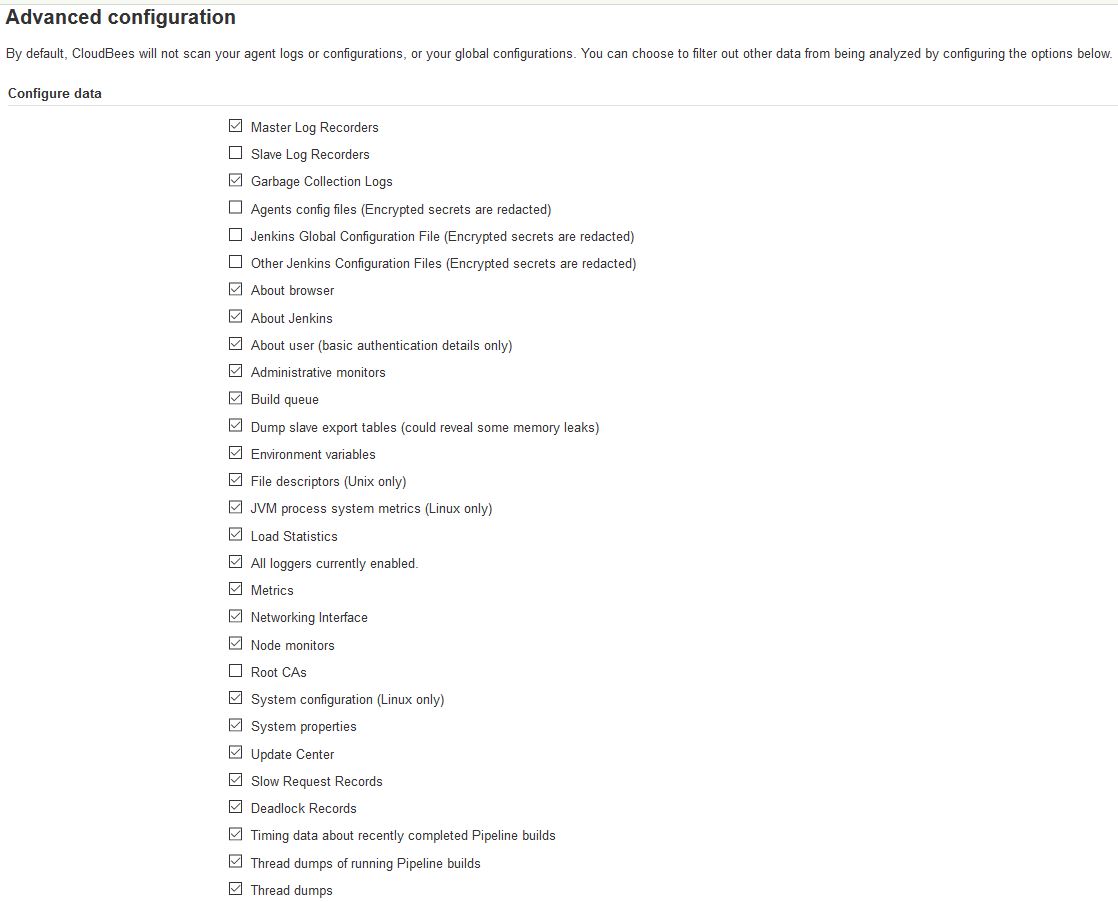 Advanced configuration
By default, CloudBees will not scan your agent logs or configurations, or your global configurations. You can choose to filter out other data from being analyzed by configuring the options below.
Configure data
Master Log Recorders
Slave Log Recorders
Garbage Collection Logs
Agents config files (Encrypted secrets are redacted)
Jenkins Global Configuration File (Encrypted secrets are redacted)
Other Jenkins Configuration Files (Encrypted secrets are redacted)
About browser
About Jenkins
About user (basic authentication details only)
Administrative monitors
Build queue
Dump slave export tables (could reveal some memory leaks)
Environment variables
File descriptors (Unix only)
JVM process system metrics (Linux only)
Load Statistics
All loggers currently enabled.
Metrics
Networking Interface
Node monitors
Root CAs
System configuration (Linux only)
System properties
Update Center
Slow Request Records
Deadlock Records
Timing data about recently completed Pipeline builds
Thread dumps of running Pipeline builds
Thread dumps